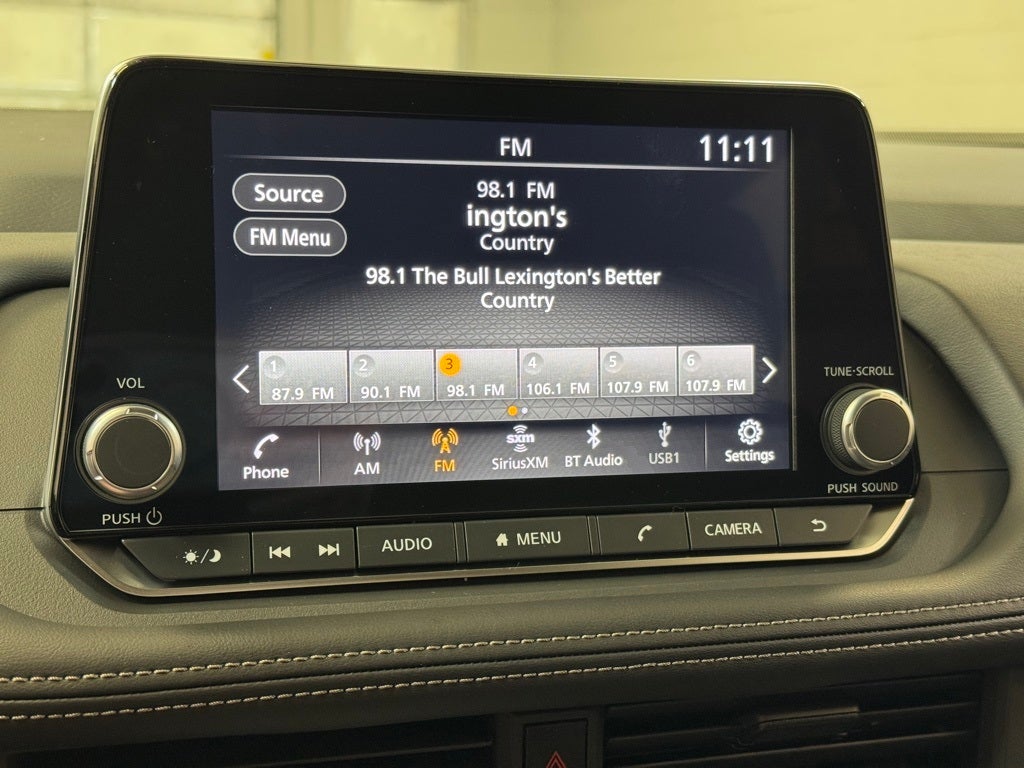 FM 11:11
Source
98.1 FM
ington's
FM Menu
Country
98.1 The Bull Lexington's Better
Country
1 2 3 4 5 6
87.9 FM 90.1 FM 98.1 FM 106.1 FM 107.9 FM 107.9 FM
Phone AM FM sxm SiriusXM BT Audio USB1 Settings
VOL
PUSH
TUNE·SCROLL
PUSH SOUND
AUDIO MENU CAMERA